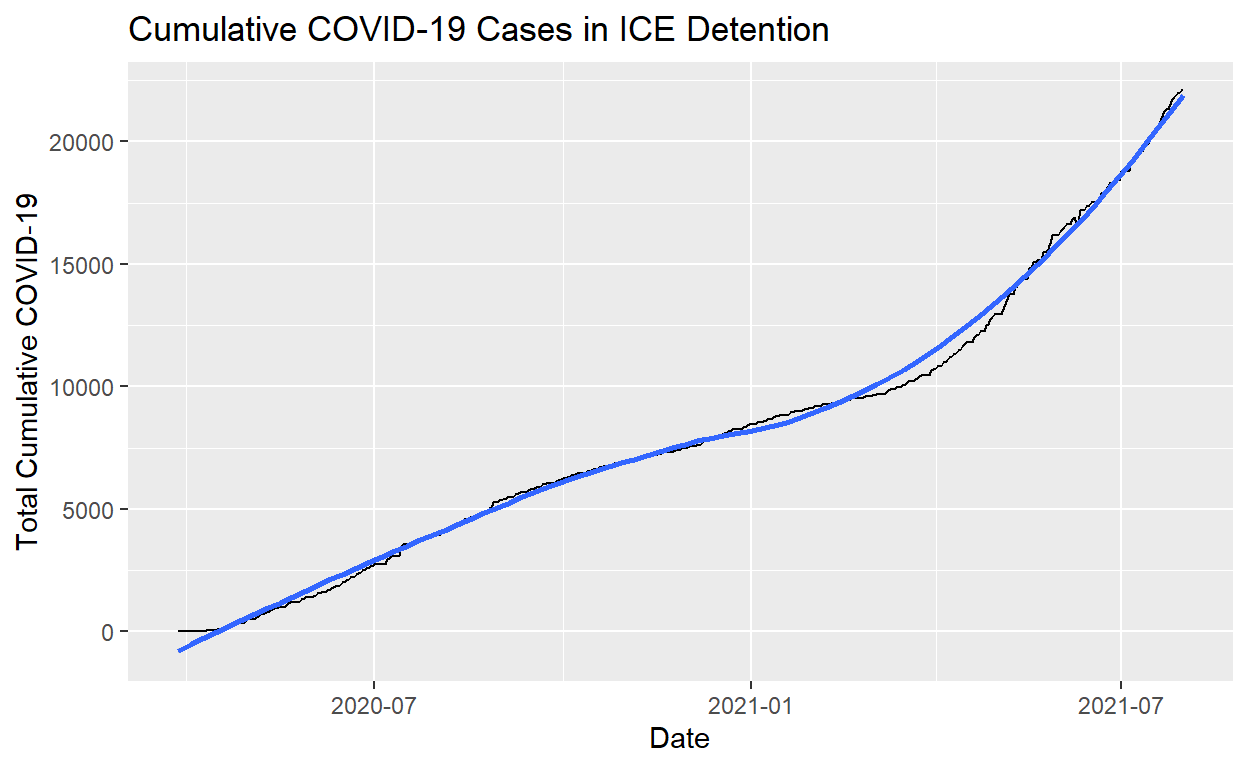 Cumulative COVID-19 Cases in ICE Detention
Total Cumulative COVID-19
20000
15000
10000
5000
0
2020-07
2021-01
2021-07
Date